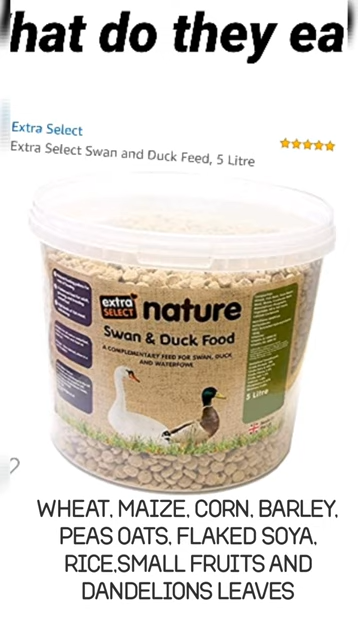 hat do they ea
Extra Select
Extra Select Swan and Duck Feed, 5 Litre
extra
SELECT
nature
Swan & Duck Food
A COMPLEMENTARY FEED FOR SWAN, DUCK
AND WATERFOWL
5 Litre
WHEAT, MAIZE, CORN, BARLEY,
PEAS OATS, FLAKED SOYA,
RICE,SMALL FRUITS AND
DANDELIONS LEAVES